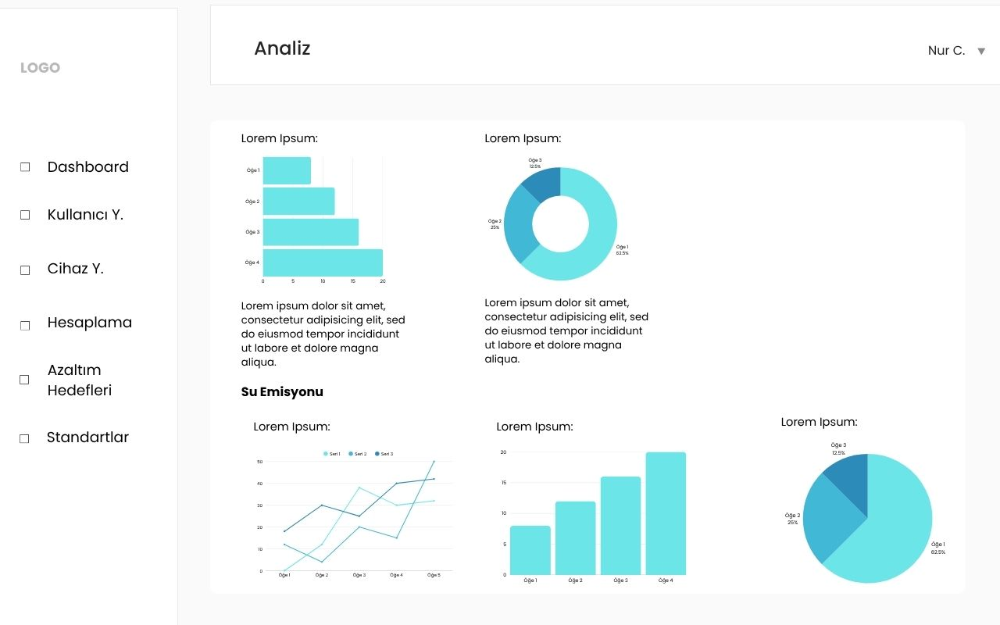 LOGO
Dashboard
Kullanıcı Y.
Cihaz Y.
Hesaplama
Azaltım
Hedefleri
Standartlar
Analiz
Nur C. ▼
Lorem Ipsum:
Öğe 1
Öğe 2
Öğe 3
Öğe 4
0 5 10 15 20
Lorem ipsum dolor sit amet,
consectetur adipisicing elit, sed
do eiusmod tempor incididunt
ut labore et dolore magna
aliqua.
Lorem Ipsum:
Öğe 3
12.5%
Öğe 2
25%
Öğe 1
62.5%
Lorem ipsum dolor sit amet,
consectetur adipisicing elit, sed
do eiusmod tempor incididunt
ut labore et dolore magna
aliqua.
Su Emisyonu
Lorem Ipsum:
Seri 1 Seri 2 Seri 3
50
40
30
20
10
0
Öğe 1 Öğe 2 Öğe 3 Öğe 4 Öğe 5
Lorem Ipsum:
20
15
10
5
0
Öğe 1 Öğe 2 Öğe 3 Öğe 4
Lorem Ipsum:
Öğe 3
12.5%
Öğe 2
25%
Öğe 1
62.5%